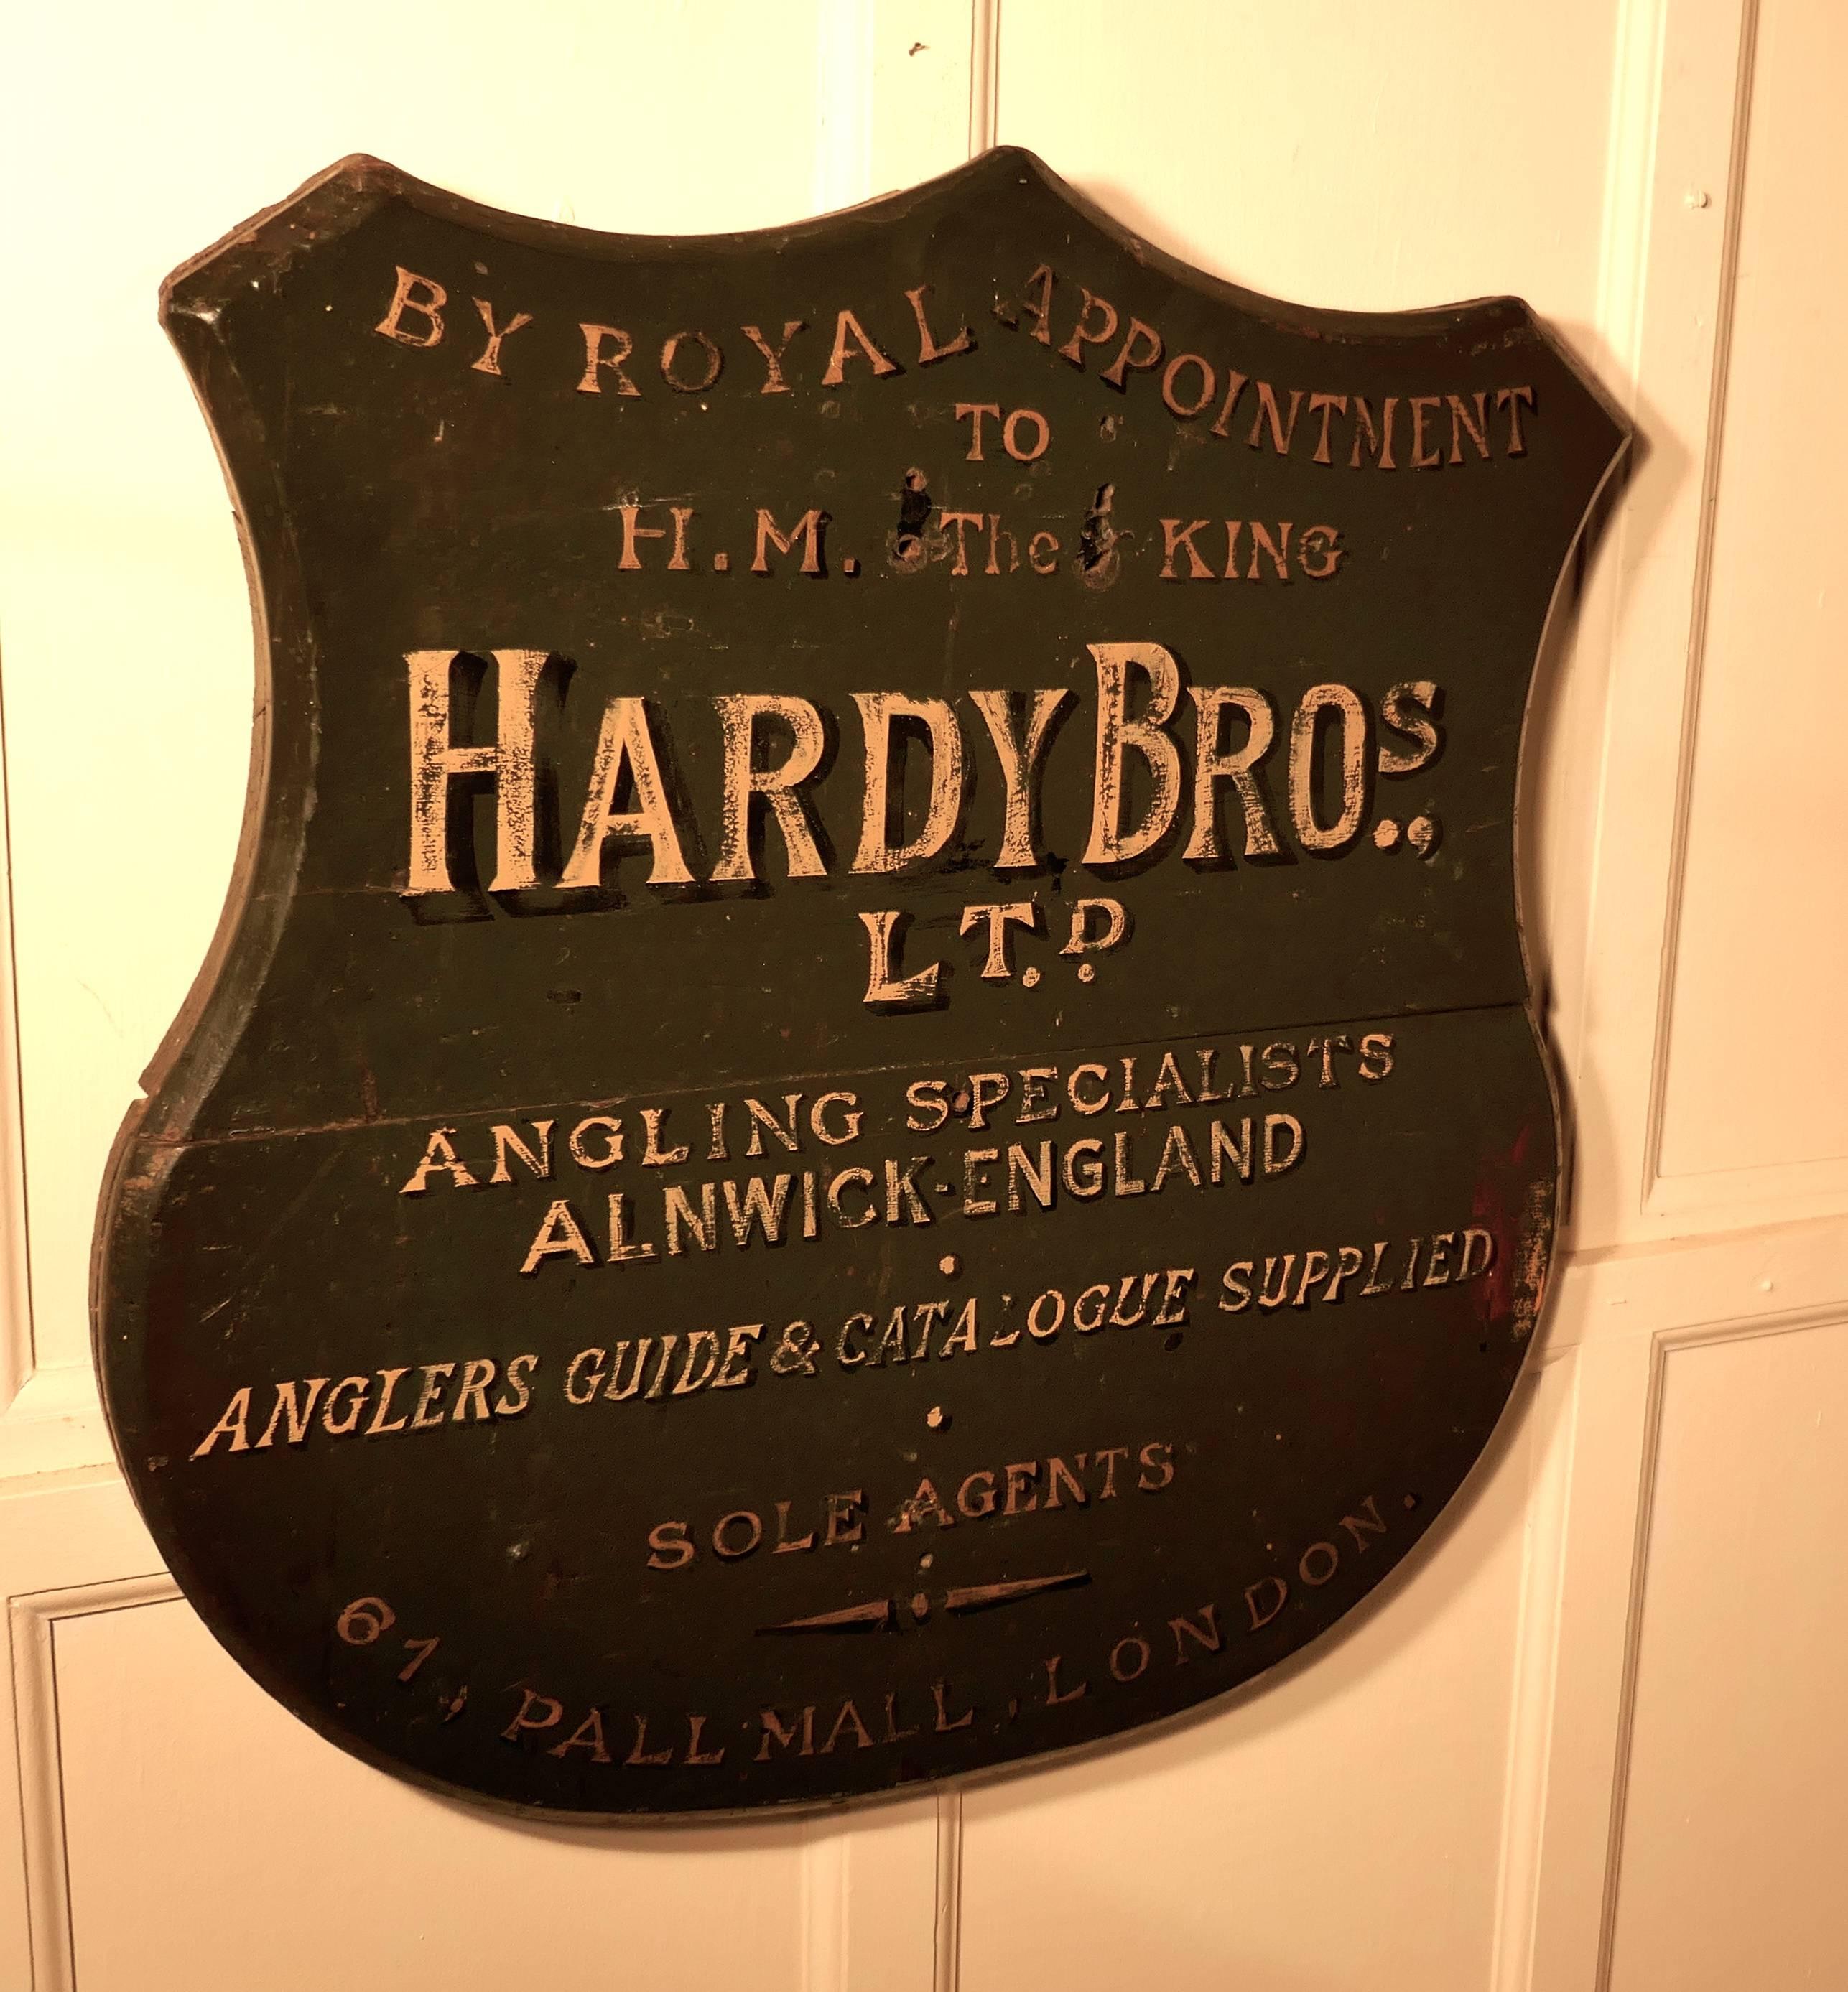 BY ROYAL APPOINTMENT
TO
H.M. The KING
HARDY BROS.,
LT.D.
ANGLING SPECIALISTS
ALNWICK-ENGLAND
ANGLERS GUIDE & CATALOGUE SUPPLIED
SOLE AGENTS
61, PALL MALL, LONDON.